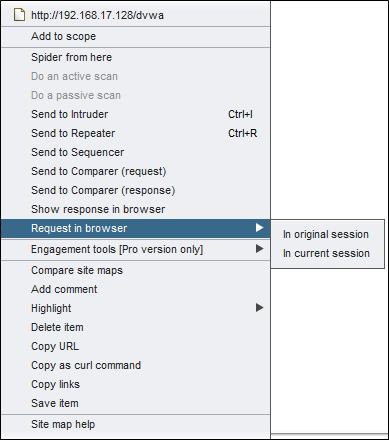 http://192.168.17.128/dvwa
Add to scope
Spider from here
Do an active scan
Do a passive scan
Send to Intruder Ctrl+I
Send to Repeater Ctrl+R
Send to Sequencer
Send to Comparer (request)
Send to Comparer (response)
Show response in browser
Request in browser
In original session
In current session
Engagement tools [Pro version only]
Compare site maps
Add comment
Highlight
Delete item
Copy URL
Copy as curl command
Copy links
Save item
Site map help